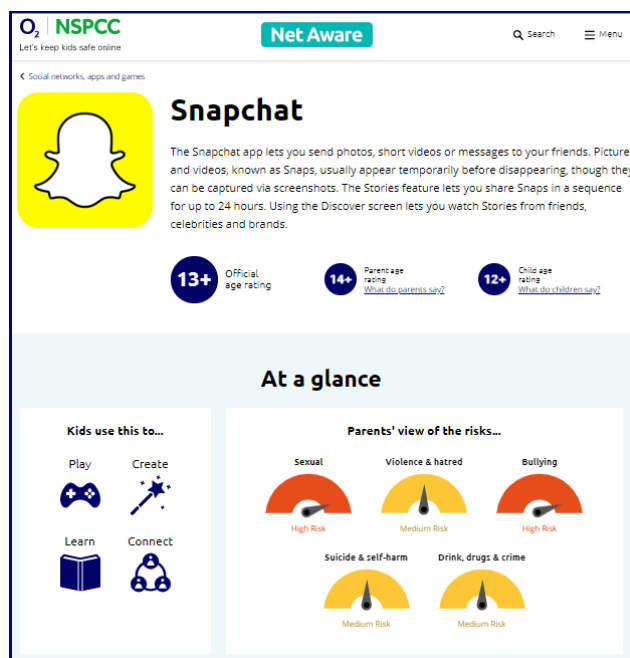 O2 | NSPCC
Let's keep kids safe online
Net Aware
Search
Menu
Social networks, apps and games
Snapchat
The Snapchat app lets you send photos, short videos or messages to your friends. Picture
and videos, known as Snaps, usually appear temporarily before disappearing, though they
can be captured via screenshots. The Stories feature lets you share Snaps in a sequence
for up to 24 hours. Using the Discover screen lets you watch Stories from friends,
celebrities and brands.
13+
Official
age rating
14+
Parent age
rating
What do parents say?
12+
Child age
rating
What do children say?
At a glance
Kids use this to...
Play
Create
Learn
Connect
Parents' view of the risks...
Sexual
Violence & hatred
Bullying
High Risk
Medium Risk
High Risk
Suicide & self-harm
Drink, drugs & crime
Medium Risk
Medium Risk